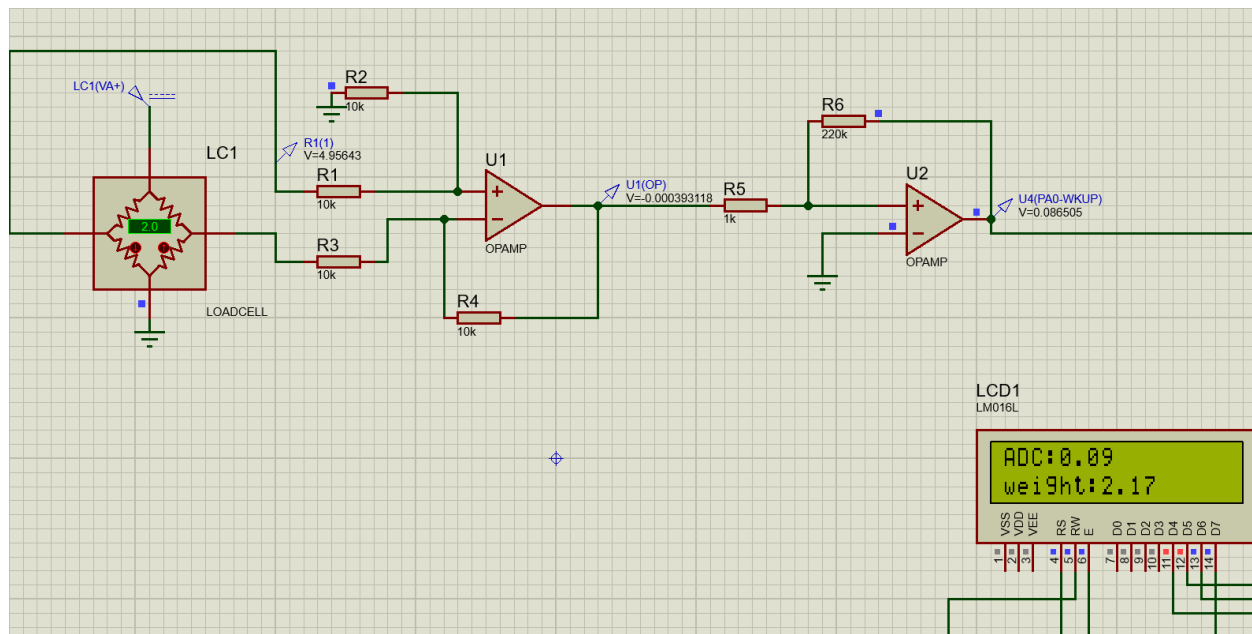 LC1(VA+)
R2
10k
R6
220k
R1(1)
V=4.95643
LC1
U1
U2
R1
10k
U1(OP)
V=-0.000393118
R5
1k
U4(PA0-WKUP)
V=0.086505
2.0
+
−
+
−
OPAMP
OPAMP
R3
10k
LOADCELL
R4
10k
LCD1
LM016L
ADC:0.09
weight:2.17
VSS
VDD
VEE
RS
RW
E
D0
D1
D2
D3
D4
D5
D6
D7
1
2
3
4
5
6
7
8
9
10
11
12
13
14